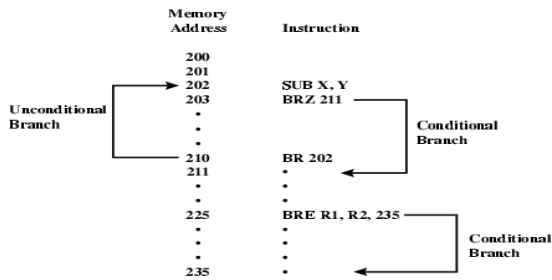 Memory
Address Instruction
200
201
202 SUB X, Y
203 BRZ 211
Unconditional
Branch
Conditional
Branch
210 BR 202
211
225 BRE R1, R2, 235
Conditional
Branch
235